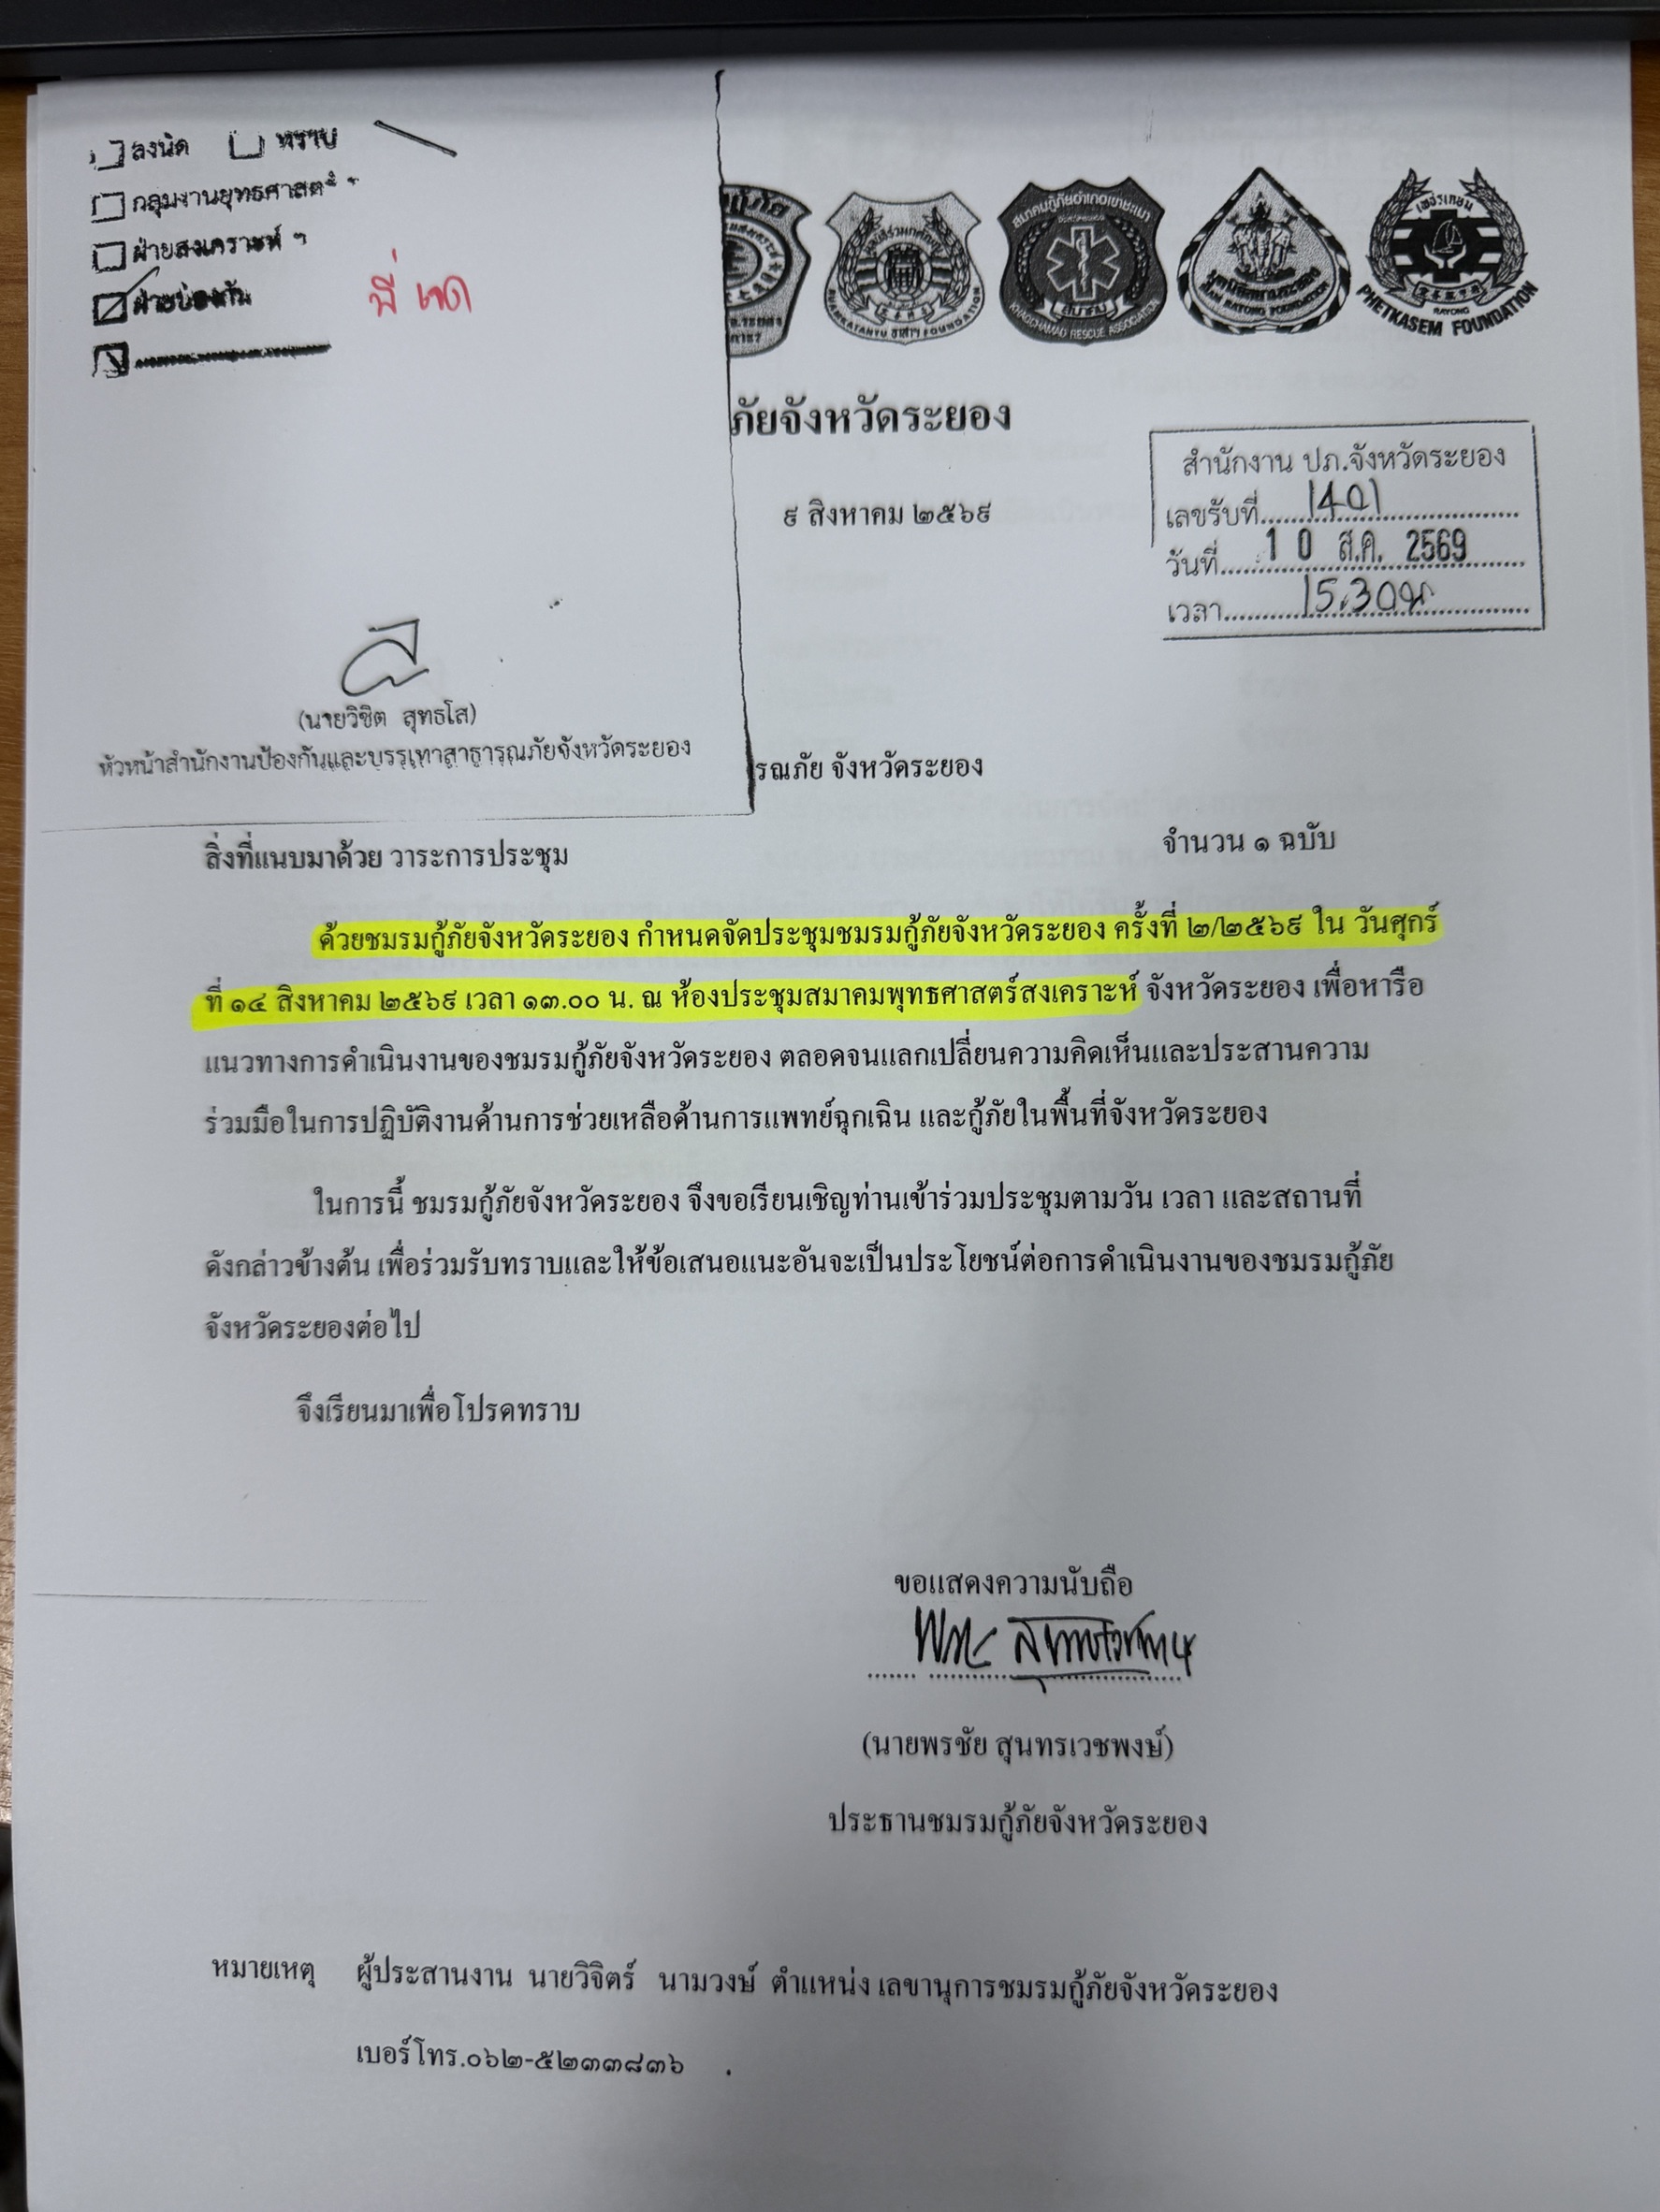 ลงนัด ทราบ
กลุ่มงานยุทธศาสตร์ ฯ
ฝ่ายสงเคราะห์ ฯ
ฝ่ายป้องกัน
พี่ เจด
สมาคมกู้ภัยอำเภอเขาชะเมา
KHAOCHAMAO RESCUE ASSOCIATION
RUAMKATANYU FOUNDATION
SIAM RAYONG FOUNDATION
เพชรเกษม
RAYONG
PHETKASEM FOUNDATION
ภัยจังหวัดระยอง
สำนักงาน ปภ.จังหวัดระยอง
เลขรับที่ 1401
๙ สิงหาคม ๒๕๖๙
วันที่ 10 ส.ค. 2569
เวลา 15.30น
(นายวิชิต สุทธโส)
หัวหน้าสำนักงานป้องกันและบรรเทาสาธารณภัยจังหวัดระยอง
รณภัย จังหวัดระยอง
สิ่งที่แนบมาด้วย วาระการประชุม จำนวน ๑ ฉบับ
ด้วยชมรมกู้ภัยจังหวัดระยอง กำหนดจัดประชุมชมรมกู้ภัยจังหวัดระยอง ครั้งที่ ๒/๒๕๖๙ ใน วันศุกร์
ที่ ๑๔ สิงหาคม ๒๕๖๙ เวลา ๑๓.๐๐ น. ณ ห้องประชุมสมาคมพุทธศาสตร์สงเคราะห์ จังหวัดระยอง เพื่อหารือ
แนวทางการดำเนินงานของชมรมกู้ภัยจังหวัดระยอง ตลอดจนแลกเปลี่ยนความคิดเห็นและประสานความ
ร่วมมือในการปฏิบัติงานด้านการช่วยเหลือด้านการแพทย์ฉุกเฉิน และกู้ภัยในพื้นที่จังหวัดระยอง
ในการนี้ ชมรมกู้ภัยจังหวัดระยอง จึงขอเรียนเชิญท่านเข้าร่วมประชุมตามวัน เวลา และสถานที่
ดังกล่าวข้างต้น เพื่อร่วมรับทราบและให้ข้อเสนอแนะอันจะเป็นประโยชน์ต่อการดำเนินงานของชมรมกู้ภัย
จังหวัดระยองต่อไป
จึงเรียนมาเพื่อโปรดทราบ
ขอแสดงความนับถือ
(นายพรชัย สุนทรเวชพงษ์)
ประธานชมรมกู้ภัยจังหวัดระยอง
หมายเหตุ ผู้ประสานงาน นายวิจิตร์ นามวงษ์ ตำแหน่ง เลขานุการชมรมกู้ภัยจังหวัดระยอง
เบอร์โทร.๐๖๒-๕๒๓๓๘๓๖